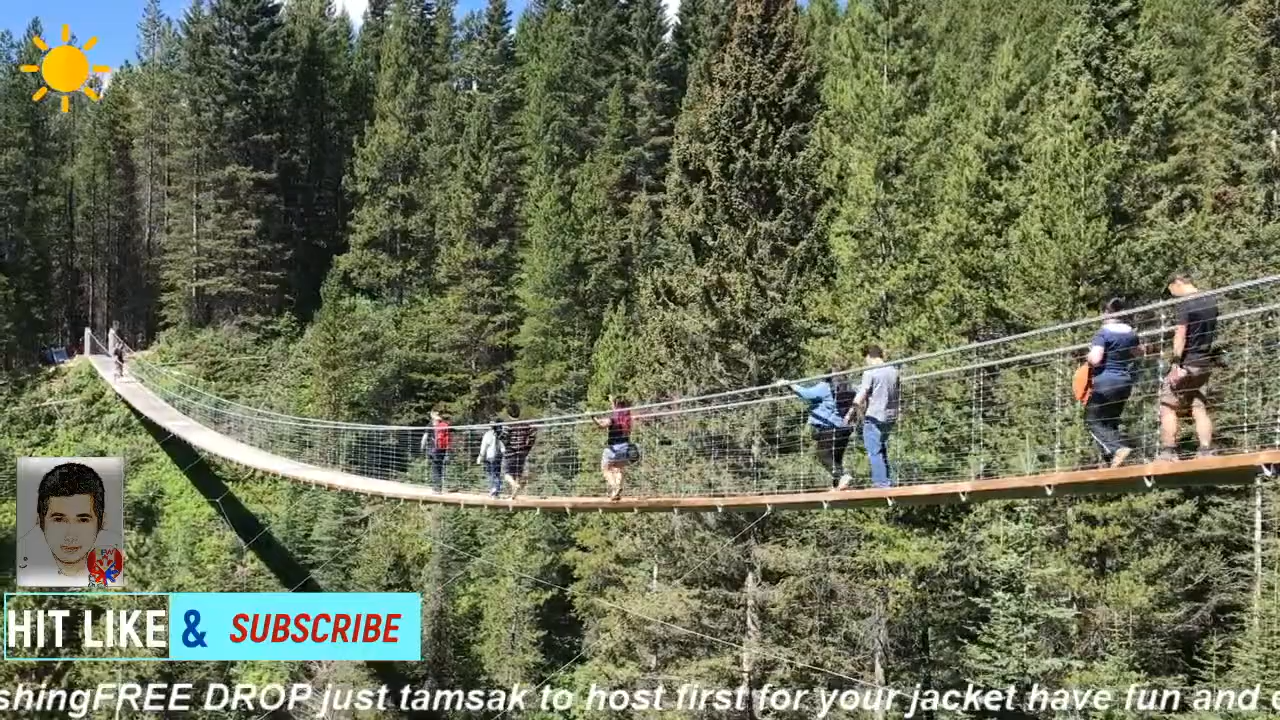 HIT LIKE & SUBSCRIBE
shingFREE DROP just tamsak to host first for your jacket have fun and